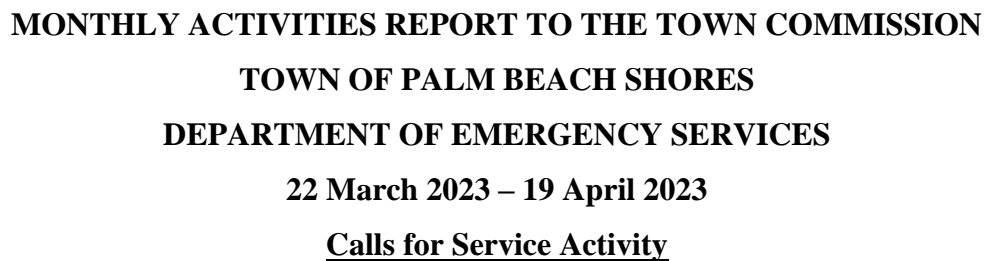 MONTHLY ACTIVITIES REPORT TO THE TOWN COMMISSION
TOWN OF PALM BEACH SHORES
DEPARTMENT OF EMERGENCY SERVICES
22 March 2023 – 19 April 2023
Calls for Service Activity